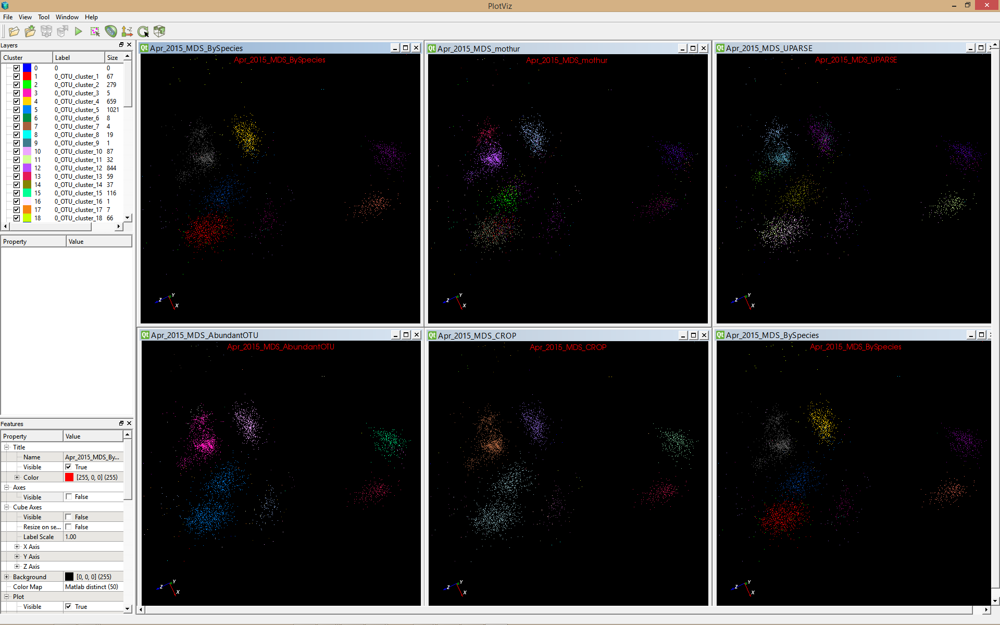 PlotViz
File View Tool Window Help
Layers
Cluster Label Size
0 0 0
1 0_OTU_cluster_1 67
2 0_OTU_cluster_2 279
3 0_OTU_cluster_3 5
4 0_OTU_cluster_4 659
5 0_OTU_cluster_5 1021
6 0_OTU_cluster_6 8
7 0_OTU_cluster_7 4
8 0_OTU_cluster_8 19
9 0_OTU_cluster_9 1
10 0_OTU_cluster_10 87
11 0_OTU_cluster_11 32
12 0_OTU_cluster_12 844
13 0_OTU_cluster_13 59
14 0_OTU_cluster_14 37
15 0_OTU_cluster_15 116
16 0_OTU_cluster_16 1
17 0_OTU_cluster_17 7
18 0_OTU_cluster_18 66
Property Value
Features
Property Value
Title
Name Apr_2015_MDS_By...
Visible True
Color [255, 0, 0] (255)
Axes
Visible False
Cube Axes
Visible False
Resize on se... False
Label Scale 1.00
X Axis
Y Axis
Z Axis
Background [0, 0, 0] (255)
Color Map Matlab distinct (50)
Plot
Visible True
Qt Apr_2015_MDS_BySpecies
Apr_2015_MDS_BySpecies
Z Y X
Qt Apr_2015_MDS_mothur
Apr_2015_MDS_mothur
Z Y X
Qt Apr_2015_MDS_UPARSE
Apr_2015_MDS_UPARSE
Z Y X
Qt Apr_2015_MDS_AbundantOTU
Apr_2015_MDS_AbundantOTU
Z Y X
Qt Apr_2015_MDS_CROP
Apr_2015_MDS_CROP
Z Y X
Qt Apr_2015_MDS_BySpecies
Apr_2015_MDS_BySpecies
Z Y X